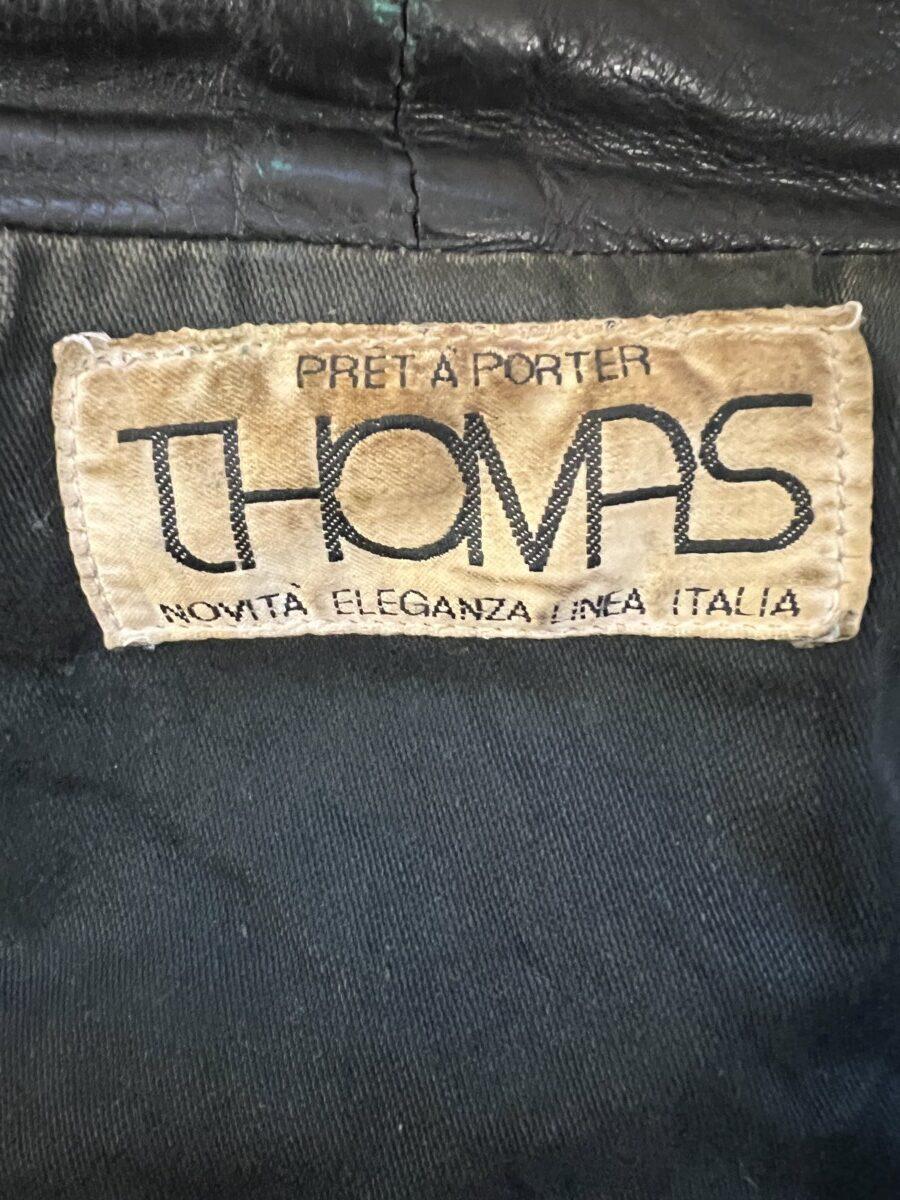 PRET A' PORTER
THOMAS
NOVITÀ ELEGANZA LINEA ITALIA